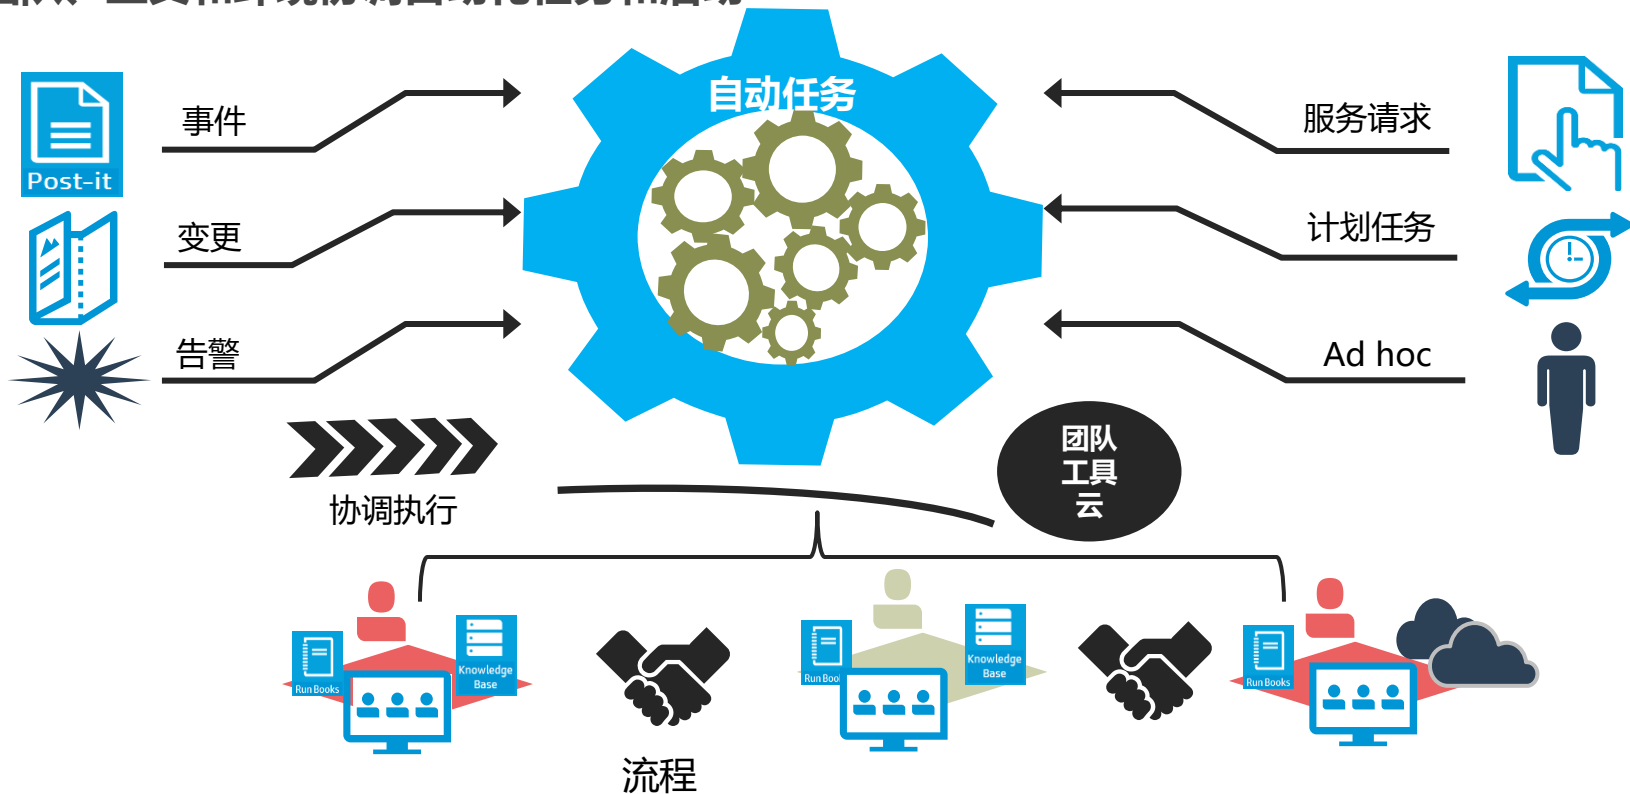 自动任务
事件
Post-it
变更
告警
服务请求
计划任务
Ad hoc
协调执行
团队
工具
云
Run Books
Knowledge
Base
Run Books
Knowledge
Base
Run Books
流程